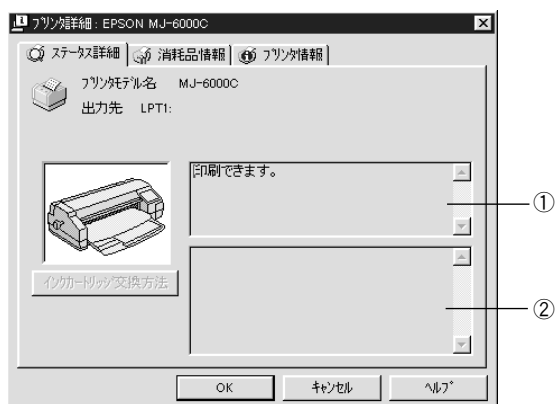 プリンタ詳細 : EPSON MJ-6000C
ステータス詳細 消耗品情報 プリンタ情報
プリンタモデル名 MJ-6000C
出力先 LPT1:
印刷できます。
①
インクカートリッジ交換方法
②
OK キャンセル ヘルプ